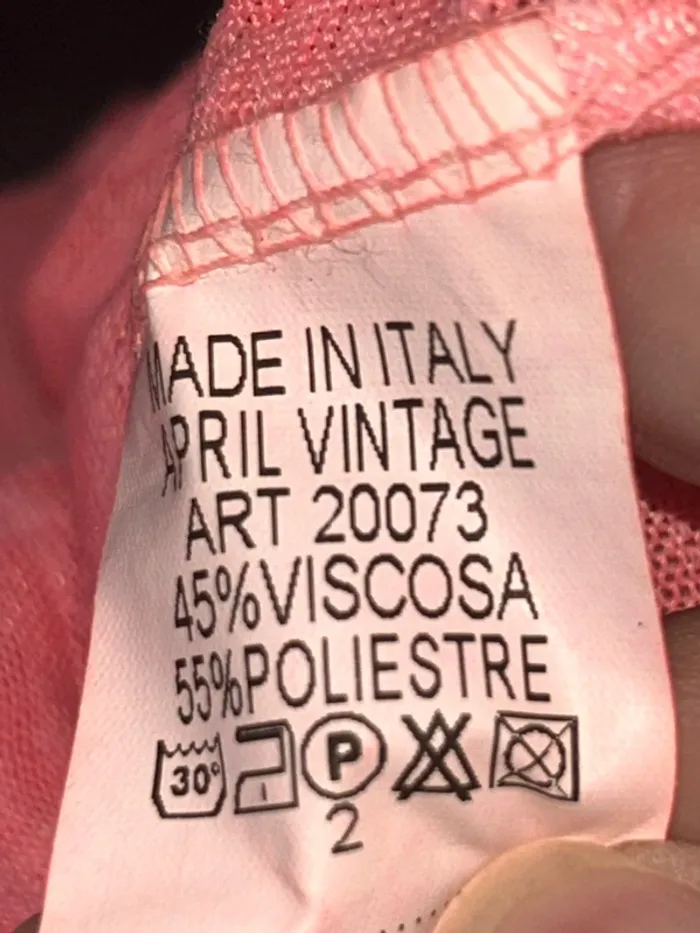 MADE IN ITALY
APRIL VINTAGE
ART 20073
45%VISCOSA
55%POLIESTRE
30° P
2